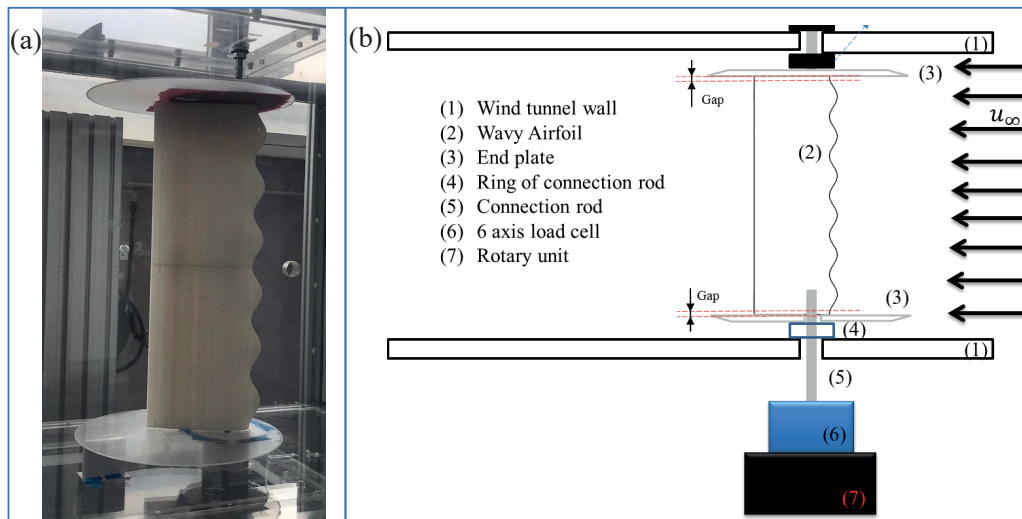 (a)
(b)
(1)
(3)
Gap
u∞
(1) Wind tunnel wall
(2) Wavy Airfoil
(3) End plate
(4) Ring of connection rod
(5) Connection rod
(6) 6 axis load cell
(7) Rotary unit
(2)
Gap
(3)
(4)
(1)
(5)
(6)
(7)